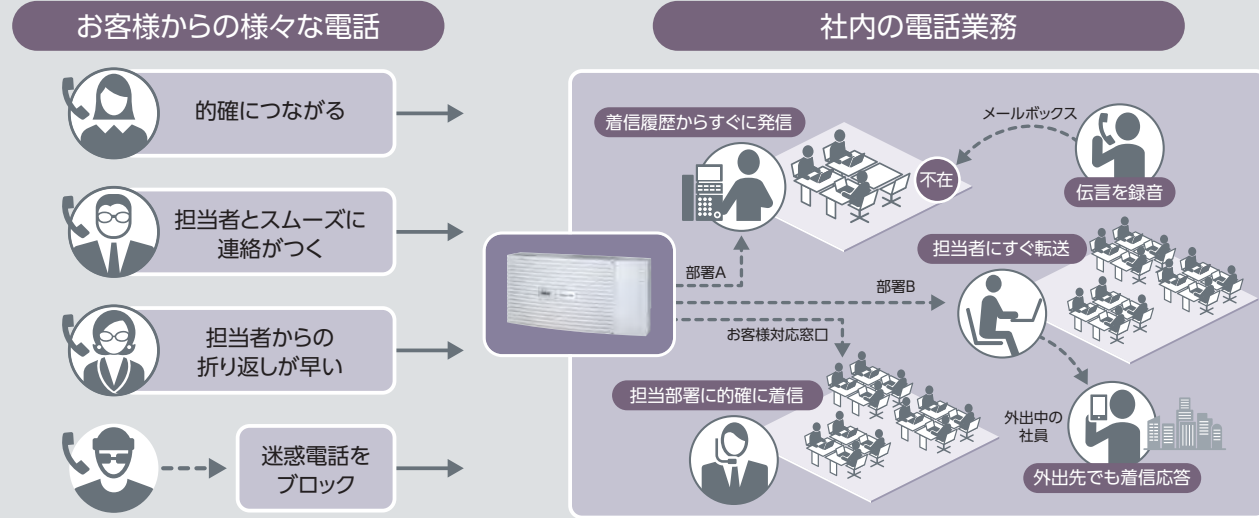 お客様からの様々な電話
的確につながる
担当者とスムーズに
連絡がつく
担当者からの
折り返しが早い
迷惑電話を
ブロック
社内の電話業務
着信履歴からすぐに発信
不在
メールボックス
伝言を録音
部署A
部署B
担当者にすぐ転送
お客様対応窓口
担当部署に的確に着信
外出中の
社員
外出先でも着信応答